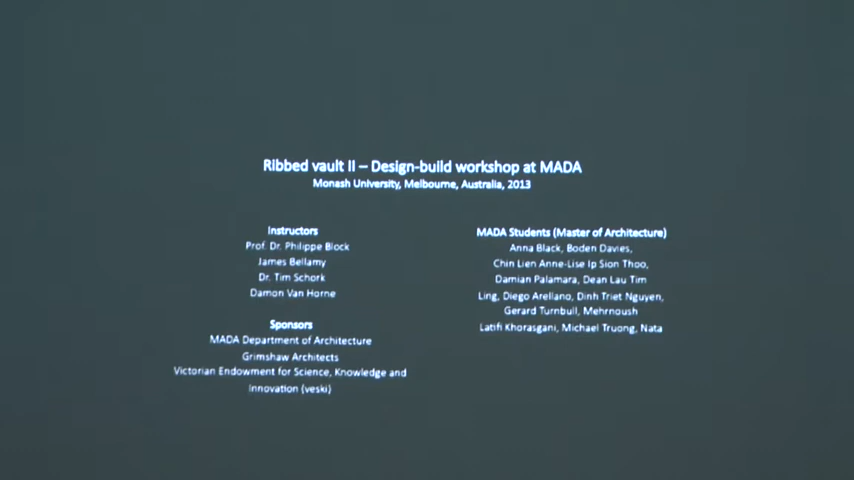 Ribbed vault II – Design-build workshop at MADA
Monash University, Melbourne, Australia, 2013
Instructors
Prof. Dr. Philippe Block
James Bellamy
Dr. Tim Schork
Damon Van Horne
Sponsors
MADA Department of Architecture
Grimshaw Architects
Victorian Endowment for Science, Knowledge and
Innovation (veski)
MADA Students (Master of Architecture)
Anna Black, Boden Davies,
Chin Lien Anne-Lise Ip Sion Thoo,
Damian Palamara, Dean Lau Tim
Ling, Diego Arellano, Dinh Triet Nguyen,
Gerard Turnbull, Mehrnoush
Latifi Khorasgani, Michael Truong, Nata